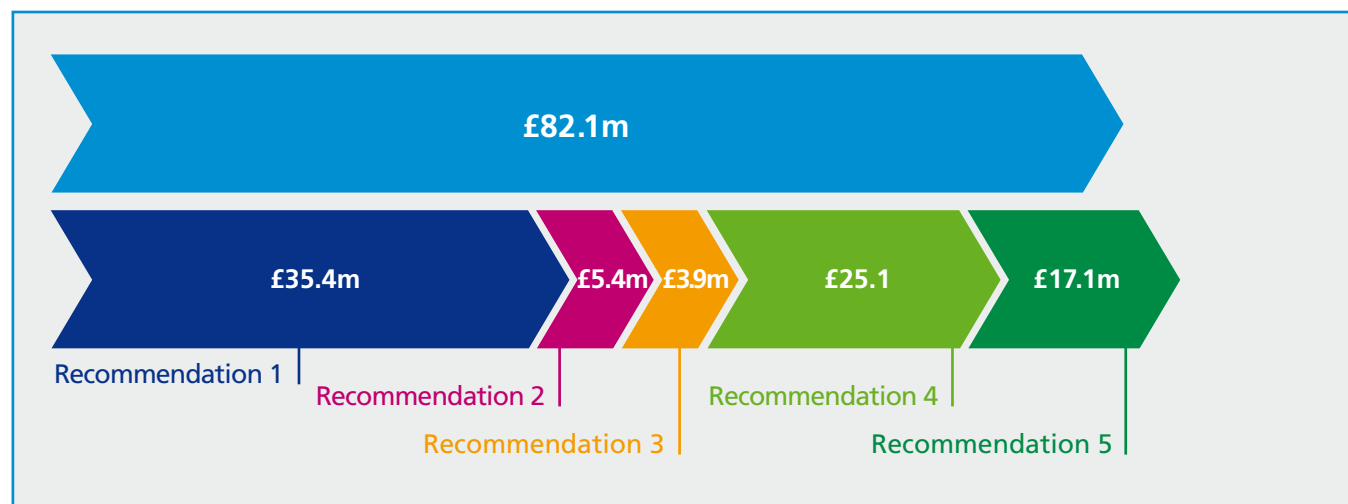 £82.1m
£35.4m £5.4m £3.9m £25.1 £17.1m
Recommendation 1
Recommendation 2 Recommendation 4
Recommendation 3 Recommendation 5